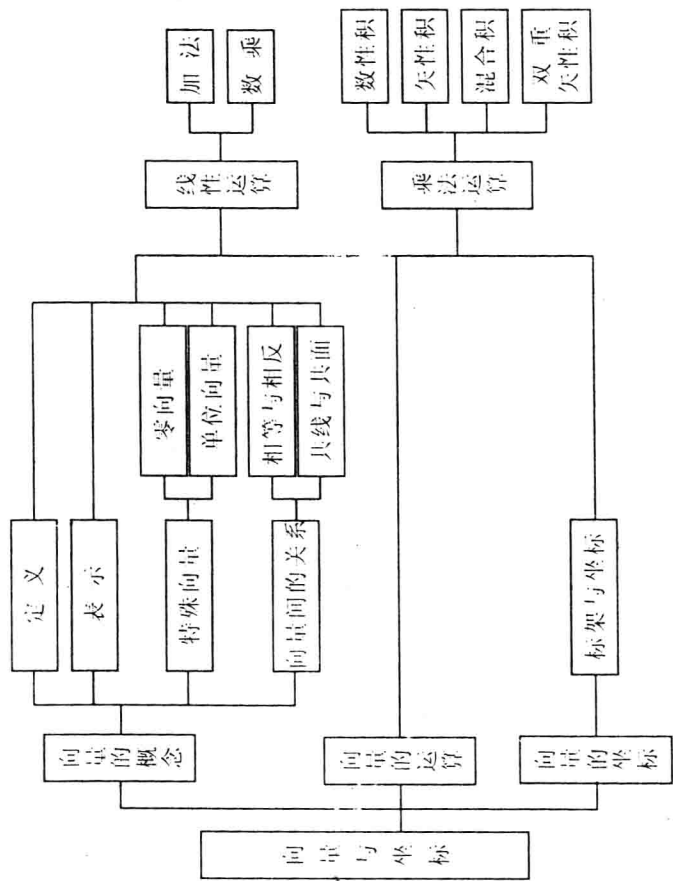 向量与坐标
向量的概念
向量的运算
向量的坐标
定义
表示
特殊向量
向量间的关系
标架与坐标
零向量
单位向量
相等与相反
共线与共面
线性运算
乘法运算
加法
数乘
数性积
矢性积
混合积
双重
矢性积